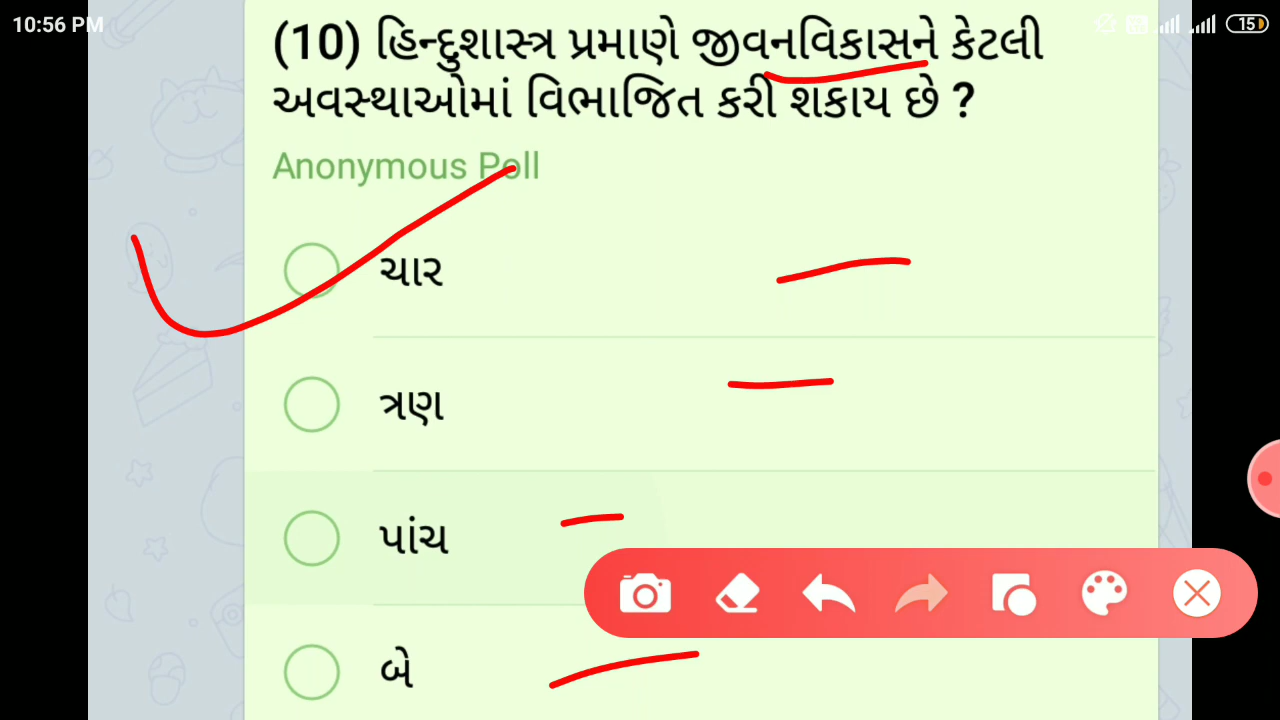 10:56 PM
15
(10) હિન્દુશાસ્ત્ર પ્રમાણે જીવનવિકાસને કેટલી
અવસ્થાઓમાં વિભાજિત કરી શકાય છે ?
Anonymous Poll
ચાર
ત્રણ
પાંચ
બે